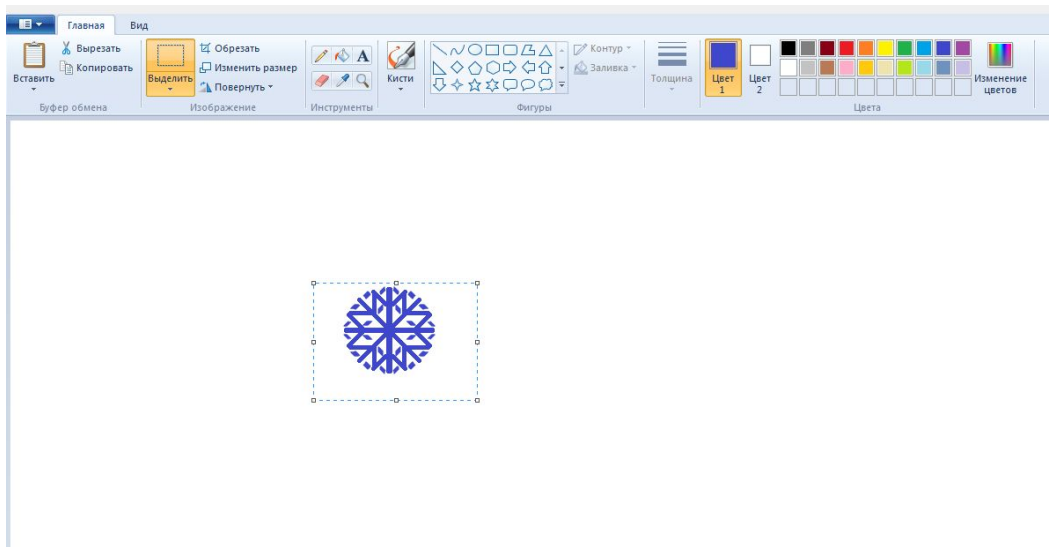 Главная Вид
Вставить
Вырезать
Копировать
Буфер обмена
Выделить
Обрезать
Изменить размер
Повернуть
Изображение
A
Инструменты
Кисти
Контур
Заливка
Фигуры
Толщина
Цвет
1
Цвет
2
Изменение
цветов
Цвета